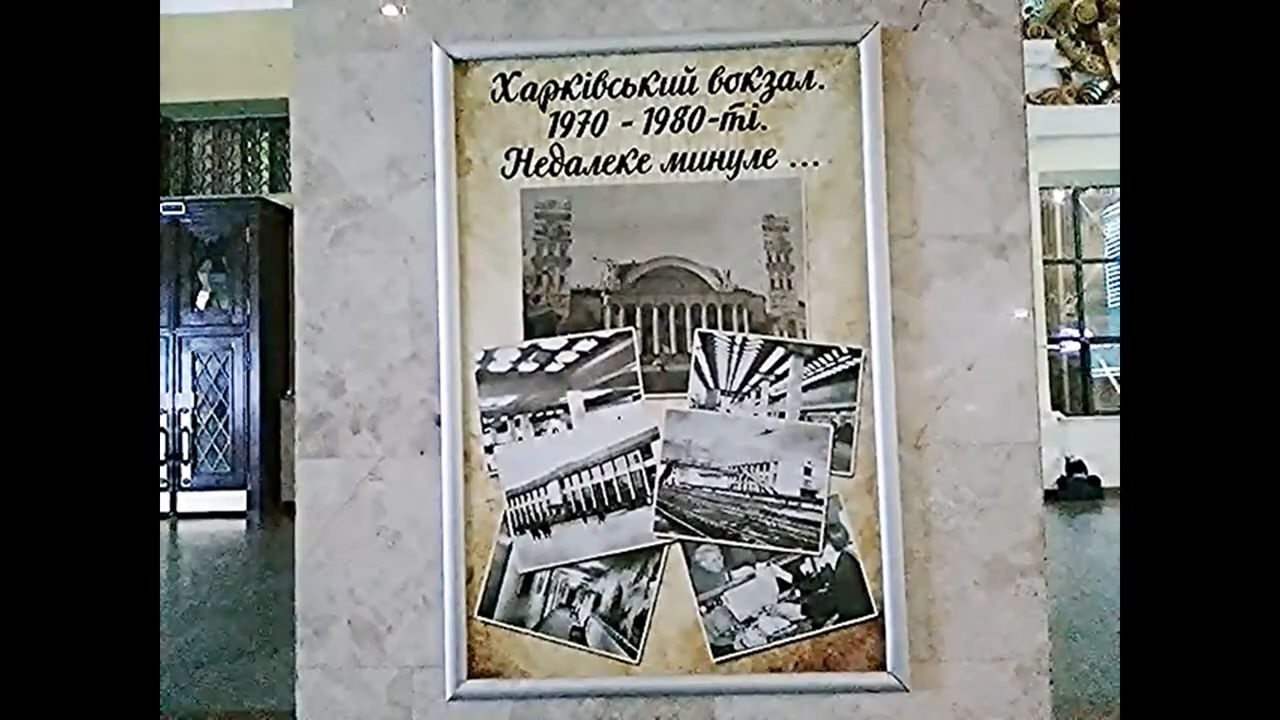 Харківський вокзал.
1970 - 1980-ті.
Недалеке минуле ...